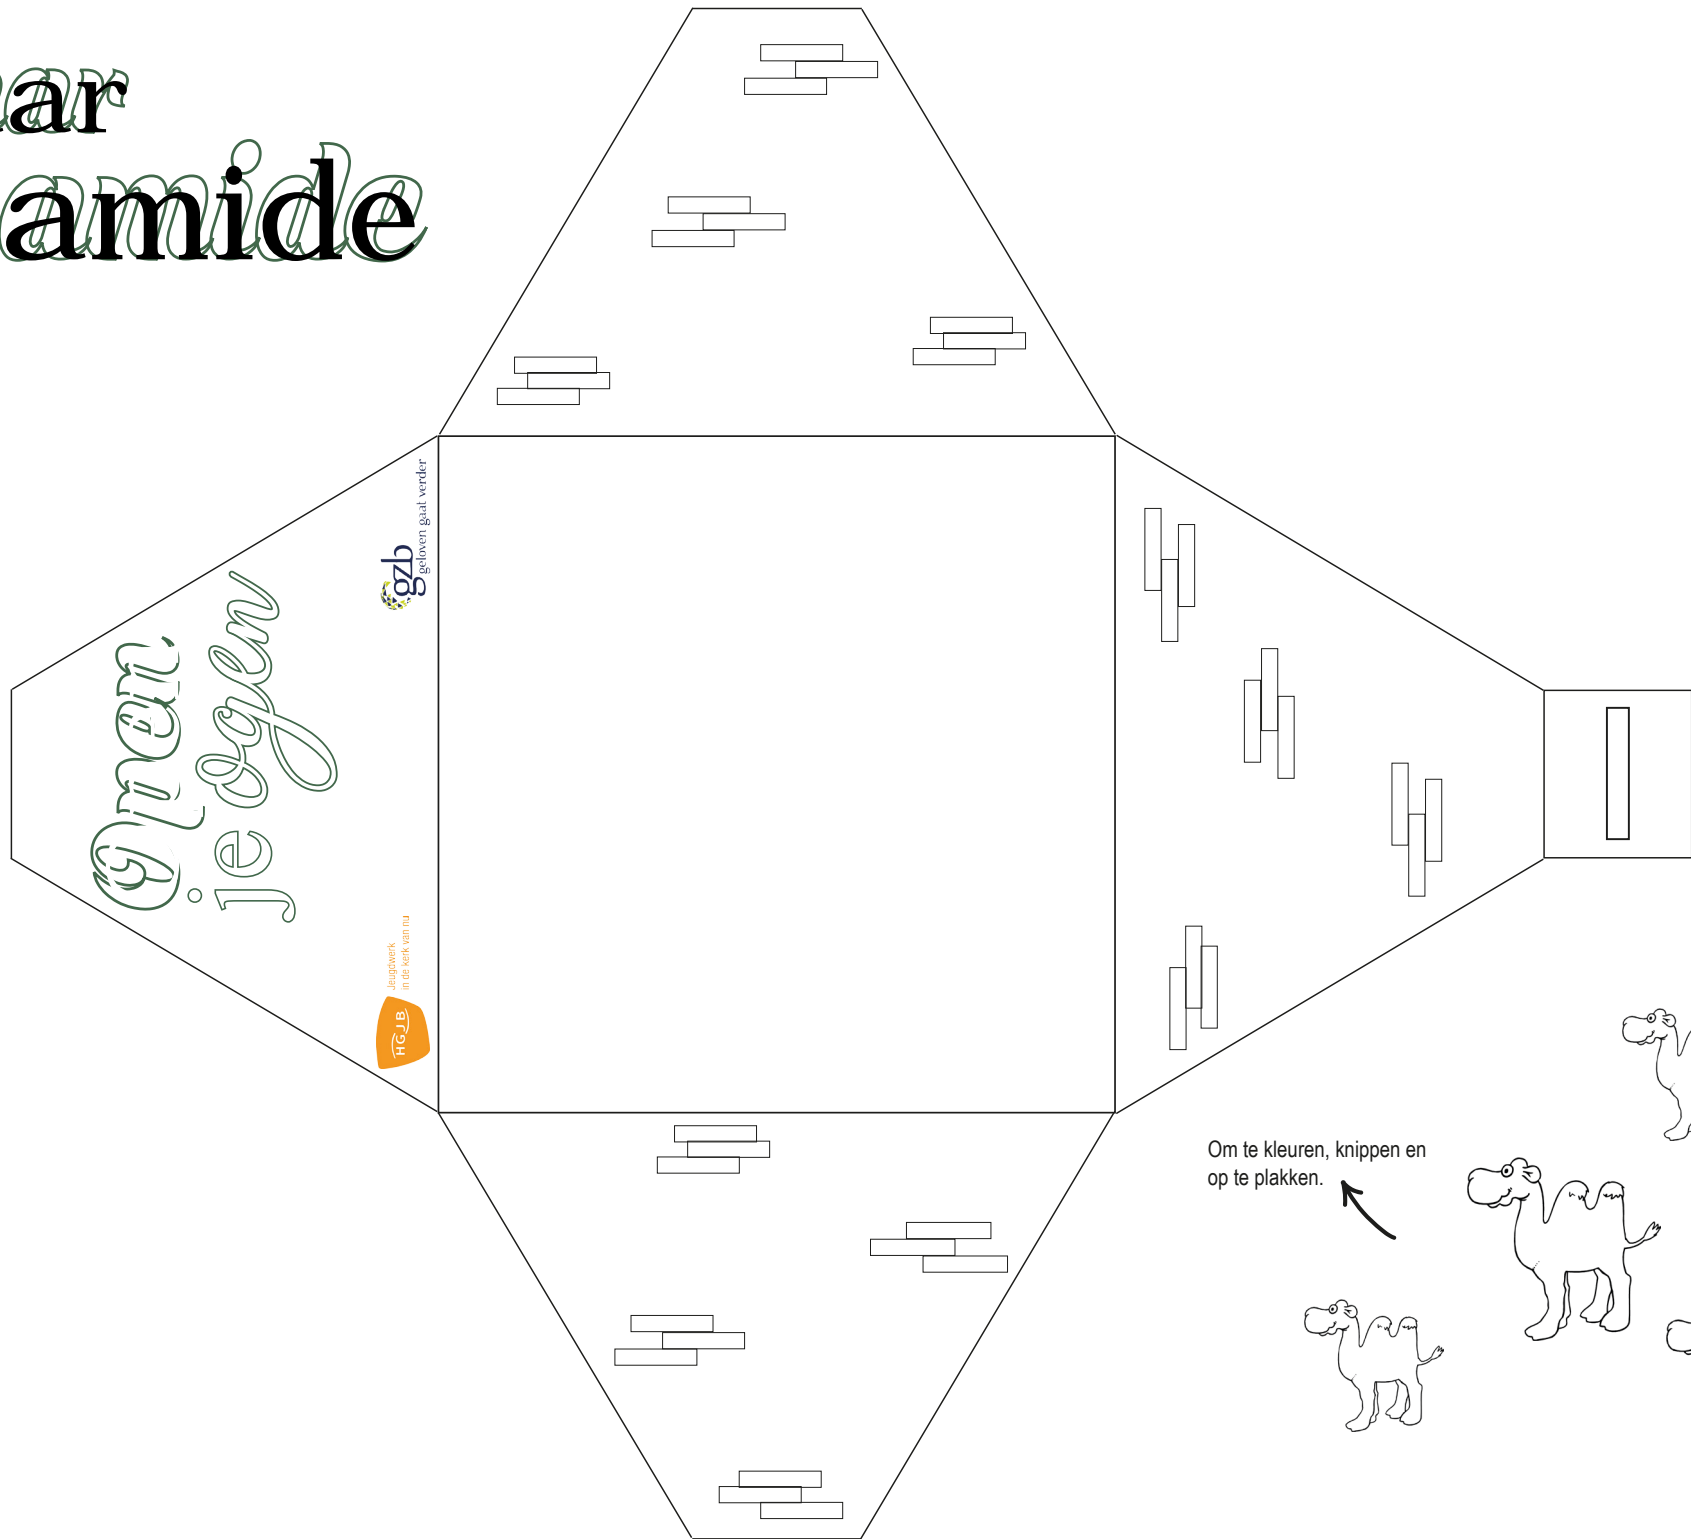 aar
amide
Open
je ogen
gzb
geloven gaat verder
HGJB
Jeugdwerk
in de kerk van nu
Om te kleuren, knippen en
op te plakken.